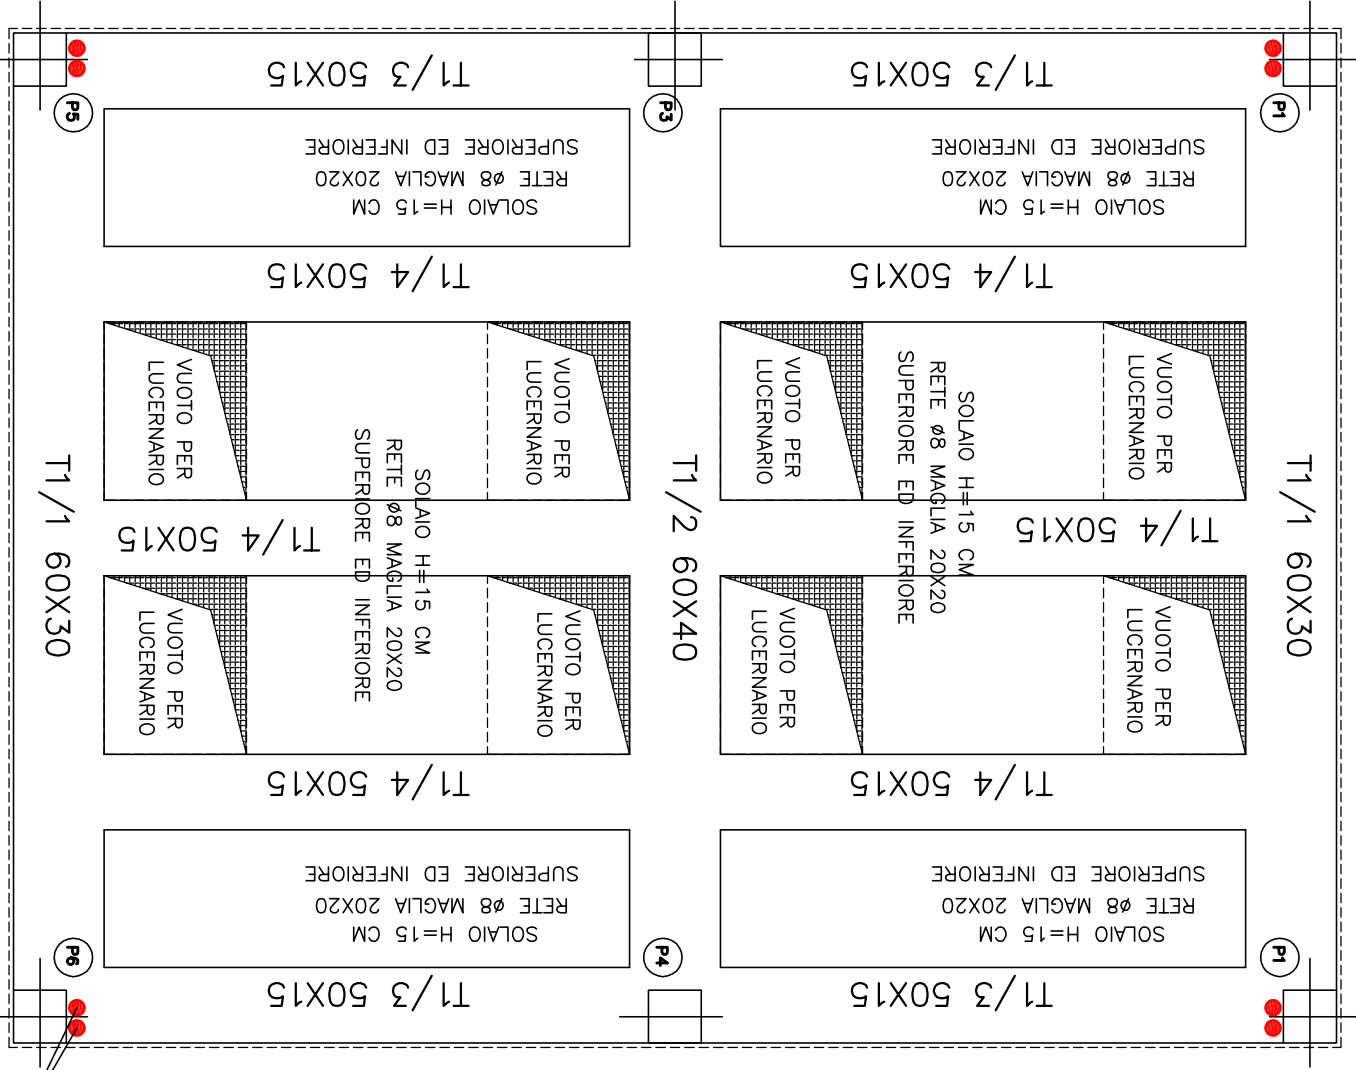 T1/3 50X15
T1/3 50X15
P5
P3
P1
SOLAIO H=15 CM
RETE ø8 MAGLIA 20X20
SUPERIORE ED INFERIORE
SOLAIO H=15 CM
RETE ø8 MAGLIA 20X20
SUPERIORE ED INFERIORE
T1/4 50X15
T1/4 50X15
VUOTO PER
LUCERNARIO
VUOTO PER
LUCERNARIO
VUOTO PER
LUCERNARIO
VUOTO PER
LUCERNARIO
SOLAIO H=15 CM
RETE ø8 MAGLIA 20X20
SUPERIORE ED INFERIORE
SOLAIO H=15 CM
RETE ø8 MAGLIA 20X20
SUPERIORE ED INFERIORE
T1/1 60X30
T1/4 50X15
T1/2 60X40
T1/4 50X15
T1/1 60X30
VUOTO PER
LUCERNARIO
VUOTO PER
LUCERNARIO
VUOTO PER
LUCERNARIO
VUOTO PER
LUCERNARIO
T1/4 50X15
T1/4 50X15
SOLAIO H=15 CM
RETE ø8 MAGLIA 20X20
SUPERIORE ED INFERIORE
SOLAIO H=15 CM
RETE ø8 MAGLIA 20X20
SUPERIORE ED INFERIORE
P6
P4
P1
T1/3 50X15
T1/3 50X15